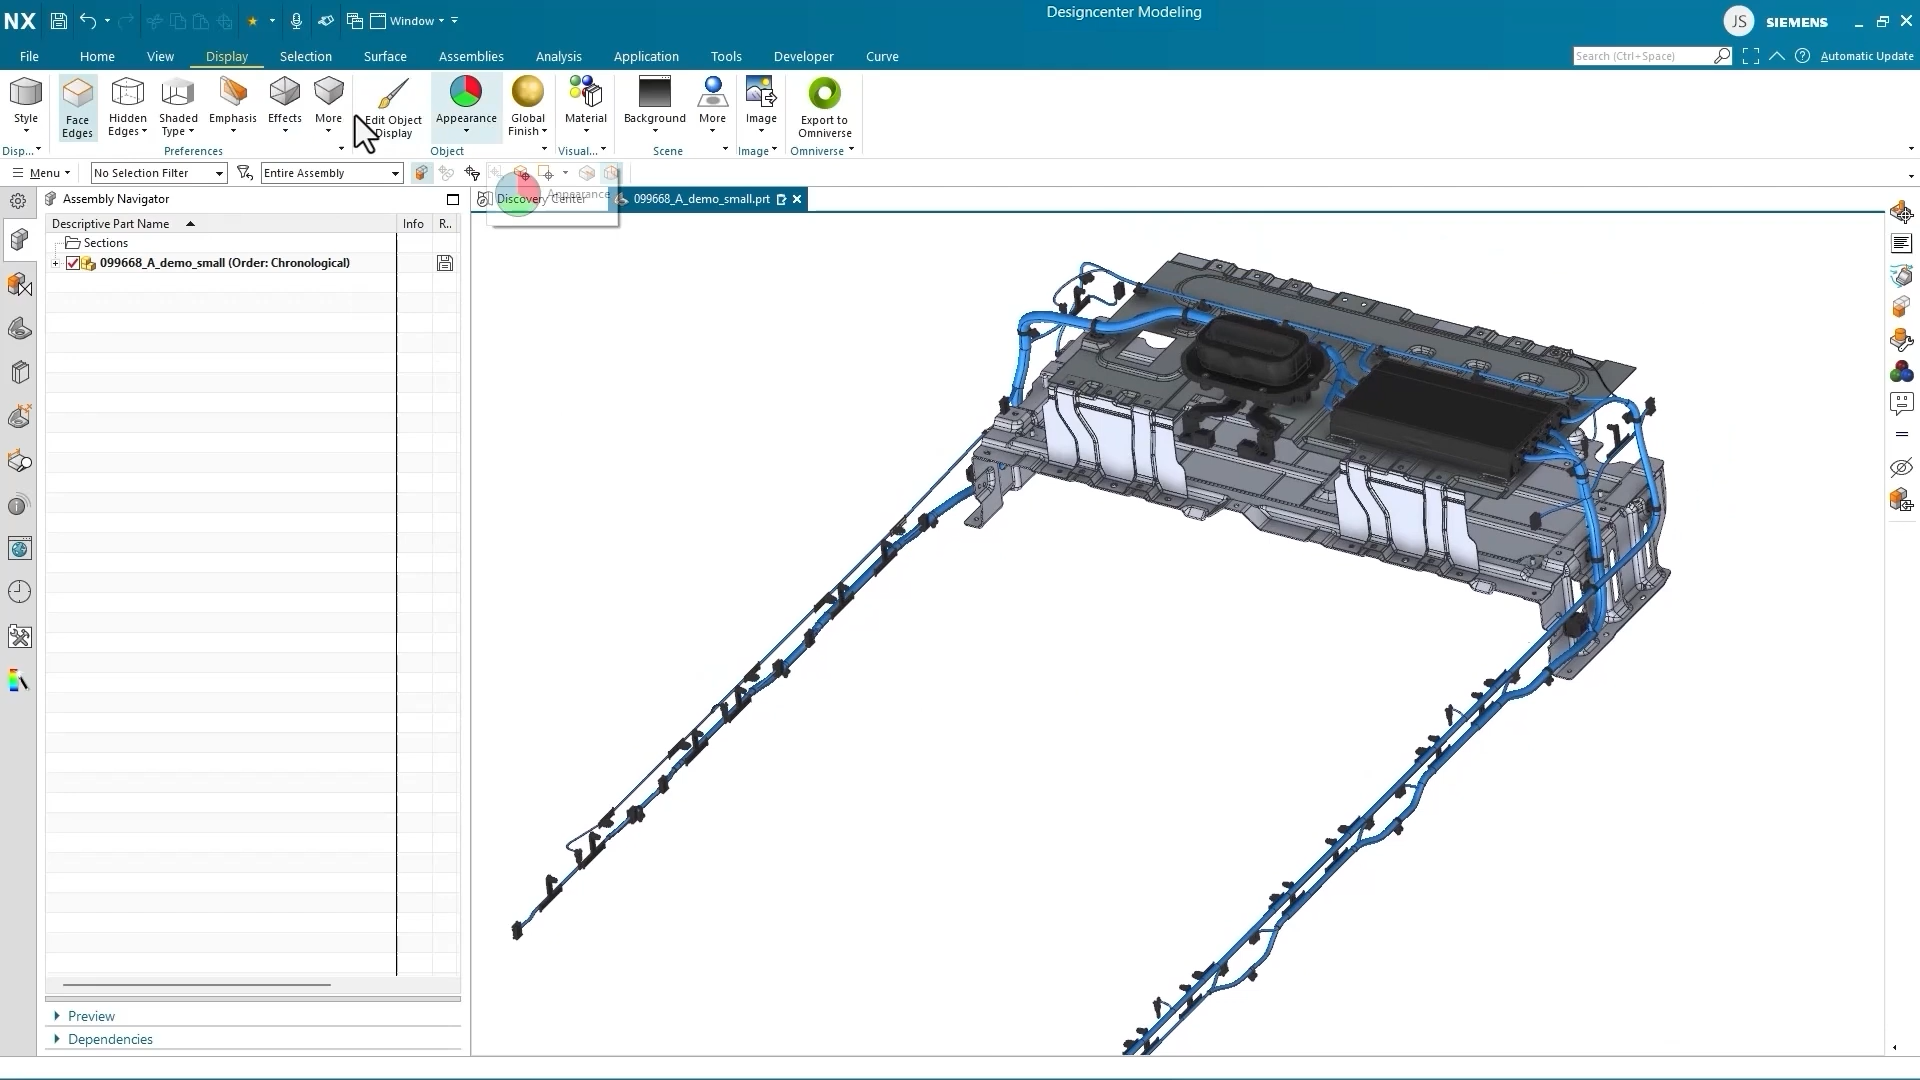 NX
Window
Designcenter Modeling
JS
SIEMENS
File
Home
View
Display
Selection
Surface
Assemblies
Analysis
Application
Tools
Developer
Curve
Search (Ctrl+Space)
Automatic Update
Style
Face
Edges
Hidden
Edges
Shaded
Type
Emphasis
Effects
More
Edit Object
Display
Appearance
Global
Finish
Material
Background
More
Image
Export to
Omniverse
Disp...
Preferences
Object
Visual...
Scene
Image
Omniverse
Menu
No Selection Filter
Entire Assembly
Assembly Navigator
Discovery Center
Appearance
099668_A_demo_small.prt
Descriptive Part Name
Info
R..
Sections
099668_A_demo_small (Order: Chronological)
Preview
Dependencies